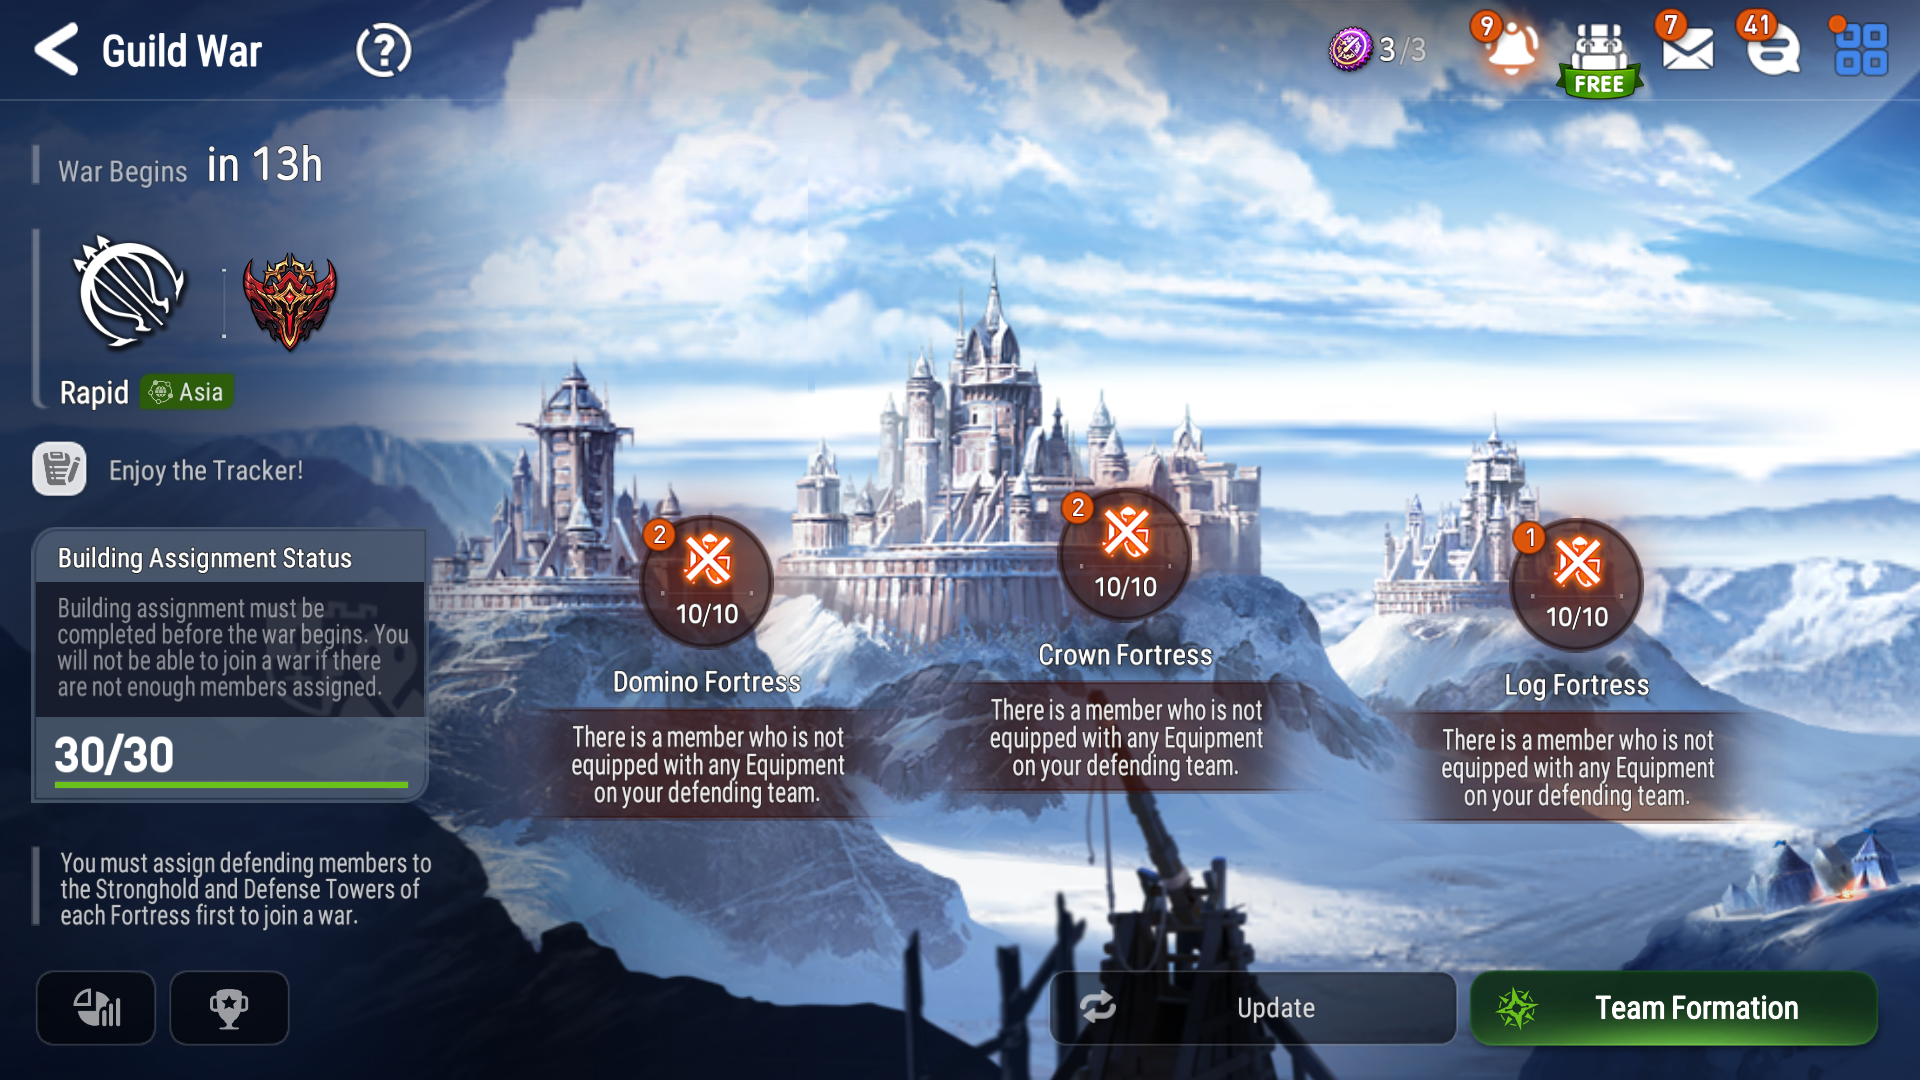 Guild War
?
3/3
9
FREE
7
41
War Begins in 13h
Rapid Asia
Enjoy the Tracker!
Building Assignment Status
Building assignment must be
completed before the war begins. You
will not be able to join a war if there
are not enough members assigned.
30/30
You must assign defending members to
the Stronghold and Defense Towers of
each Fortress first to join a war.
2
10/10
Domino Fortress
There is a member who is not
equipped with any Equipment
on your defending team.
2
10/10
Crown Fortress
There is a member who is not
equipped with any Equipment
on your defending team.
1
10/10
Log Fortress
There is a member who is not
equipped with any Equipment
on your defending team.
Update
Team Formation